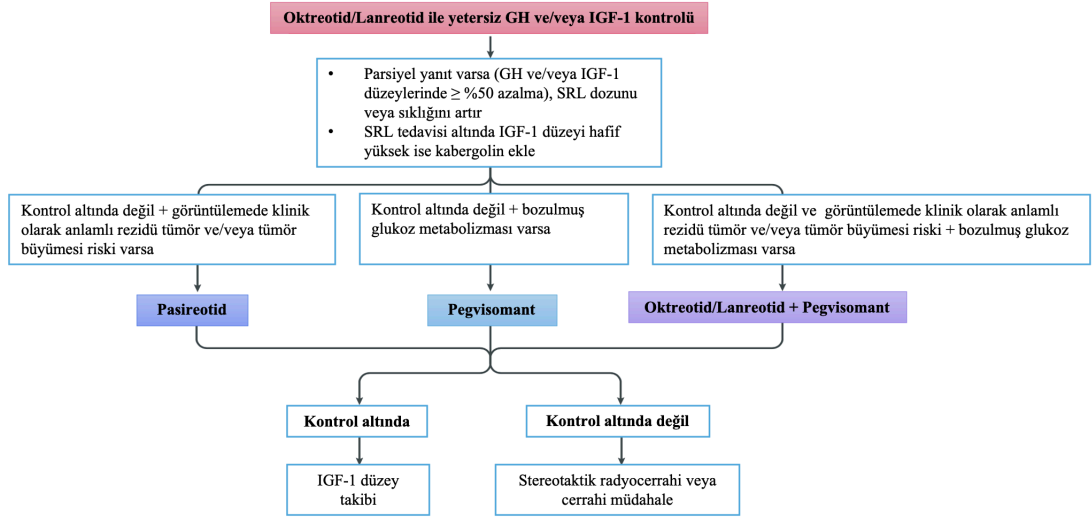 Oktreotid/Lanreotid ile yetersiz GH ve/veya IGF-1 kontrolü
• Parsiyel yanıt varsa (GH ve/veya IGF-1
düzeylerinde ≥ %50 azalma), SRL dozunu
veya sıklığını artır
• SRL tedavisi altında IGF-1 düzeyi hafif
yüksek ise kabergolin ekle
Kontrol altında değil + görüntülemede klinik
olarak anlamlı rezidü tümör ve/veya tümör
büyümesi riski varsa
Kontrol altında değil + bozulmuş
glukoz metabolizması varsa
Kontrol altında değil ve  görüntülemede klinik olarak anlamlı
rezidü tümör ve/veya tümör büyümesi riski + bozulmuş glukoz
metabolizması varsa
Pasireotid
Pegvisomant
Oktreotid/Lanreotid + Pegvisomant
Kontrol altında
Kontrol altında değil
IGF-1 düzey
takibi
Stereotaktik radyocerrahi veya
cerrahi müdahale